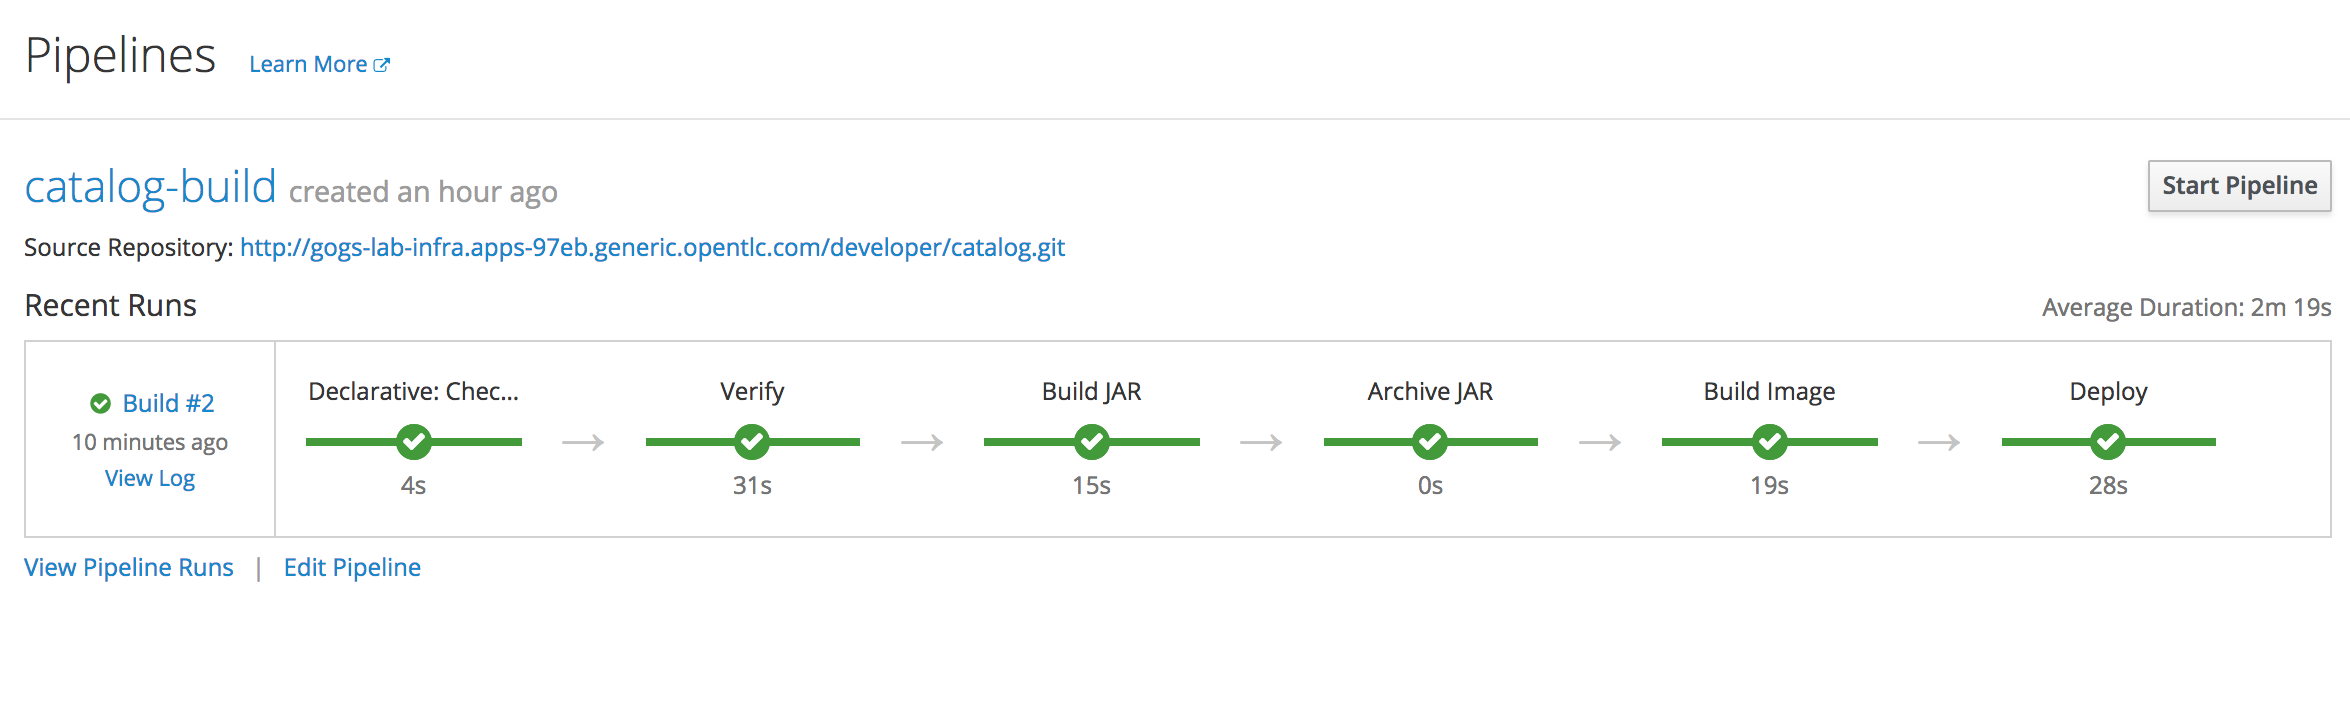 Pipelines Learn More
catalog-build created an hour ago
Start Pipeline
Source Repository: http://gogs-lab-infra.apps-97eb.generic.opentlc.com/developer/catalog.git
Recent Runs
Average Duration: 2m 19s
Build #2
10 minutes ago
View Log
Declarative: Chec...
4s
Verify
31s
Build JAR
15s
Archive JAR
0s
Build Image
19s
Deploy
28s
View Pipeline Runs | Edit Pipeline